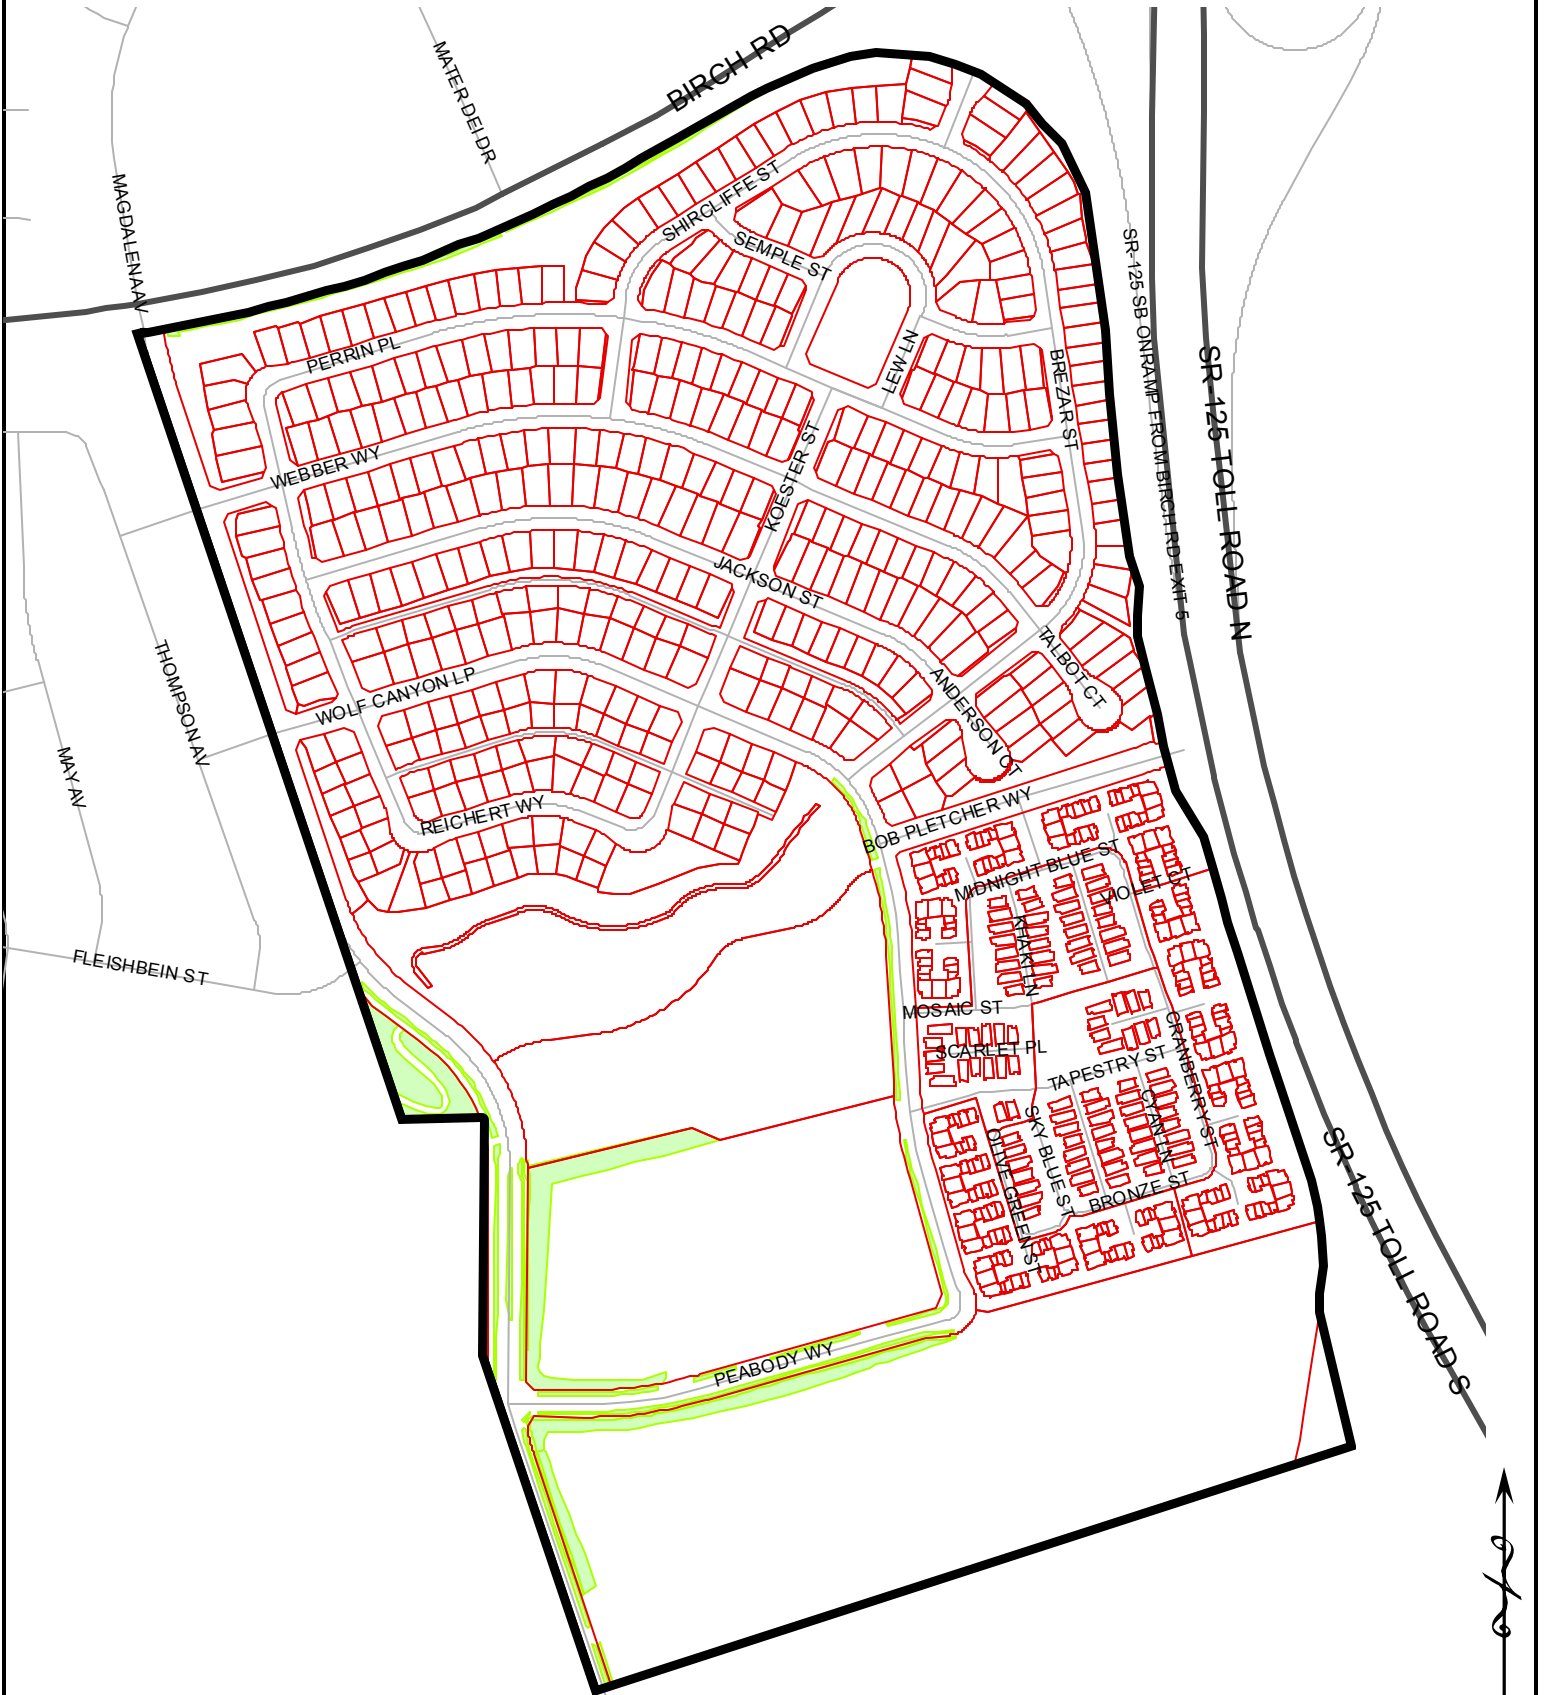 BIRCH RD
MATER DEI DR
MAGDALENA AV
SHIRCLIFFE ST
SEMPLE ST
SR-125 SB ONRAMP FROM BIRCH RD EXIT 5
SR-125 TOLL ROAD N
PERRIN PL
LEW LN
BREZAR ST
WEBBER WY
KOESTER ST
JACKSON ST
TALBOT CT
THOMPSON AV
WOLF CANYON LP
ANDERSON CT
MAY AV
REICHERT WY
BOB PLETCHER WY
MIDNIGHT BLUE ST
VIOLET CT
KHAKI LN
FLEISHBEIN ST
MOSAIC ST
SCARLET PL
CRANBERRY ST
TAPESTRY ST
CYAN LN
SKY BLUE ST
OLIVE GREEN ST
BRONZE ST
SR-125 TOLL ROAD S
PEABODY WY